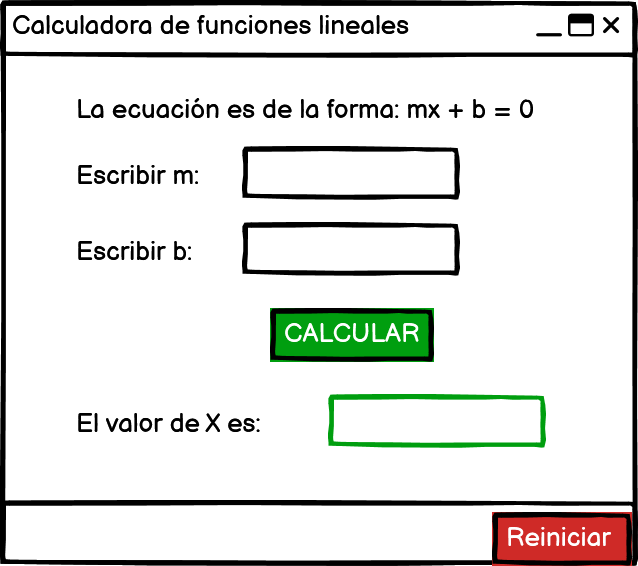 Calculadora de funciones lineales
La ecuación es de la forma: mx + b = 0
Escribir m:
Escribir b:
CALCULAR
El valor de X es:
Reiniciar